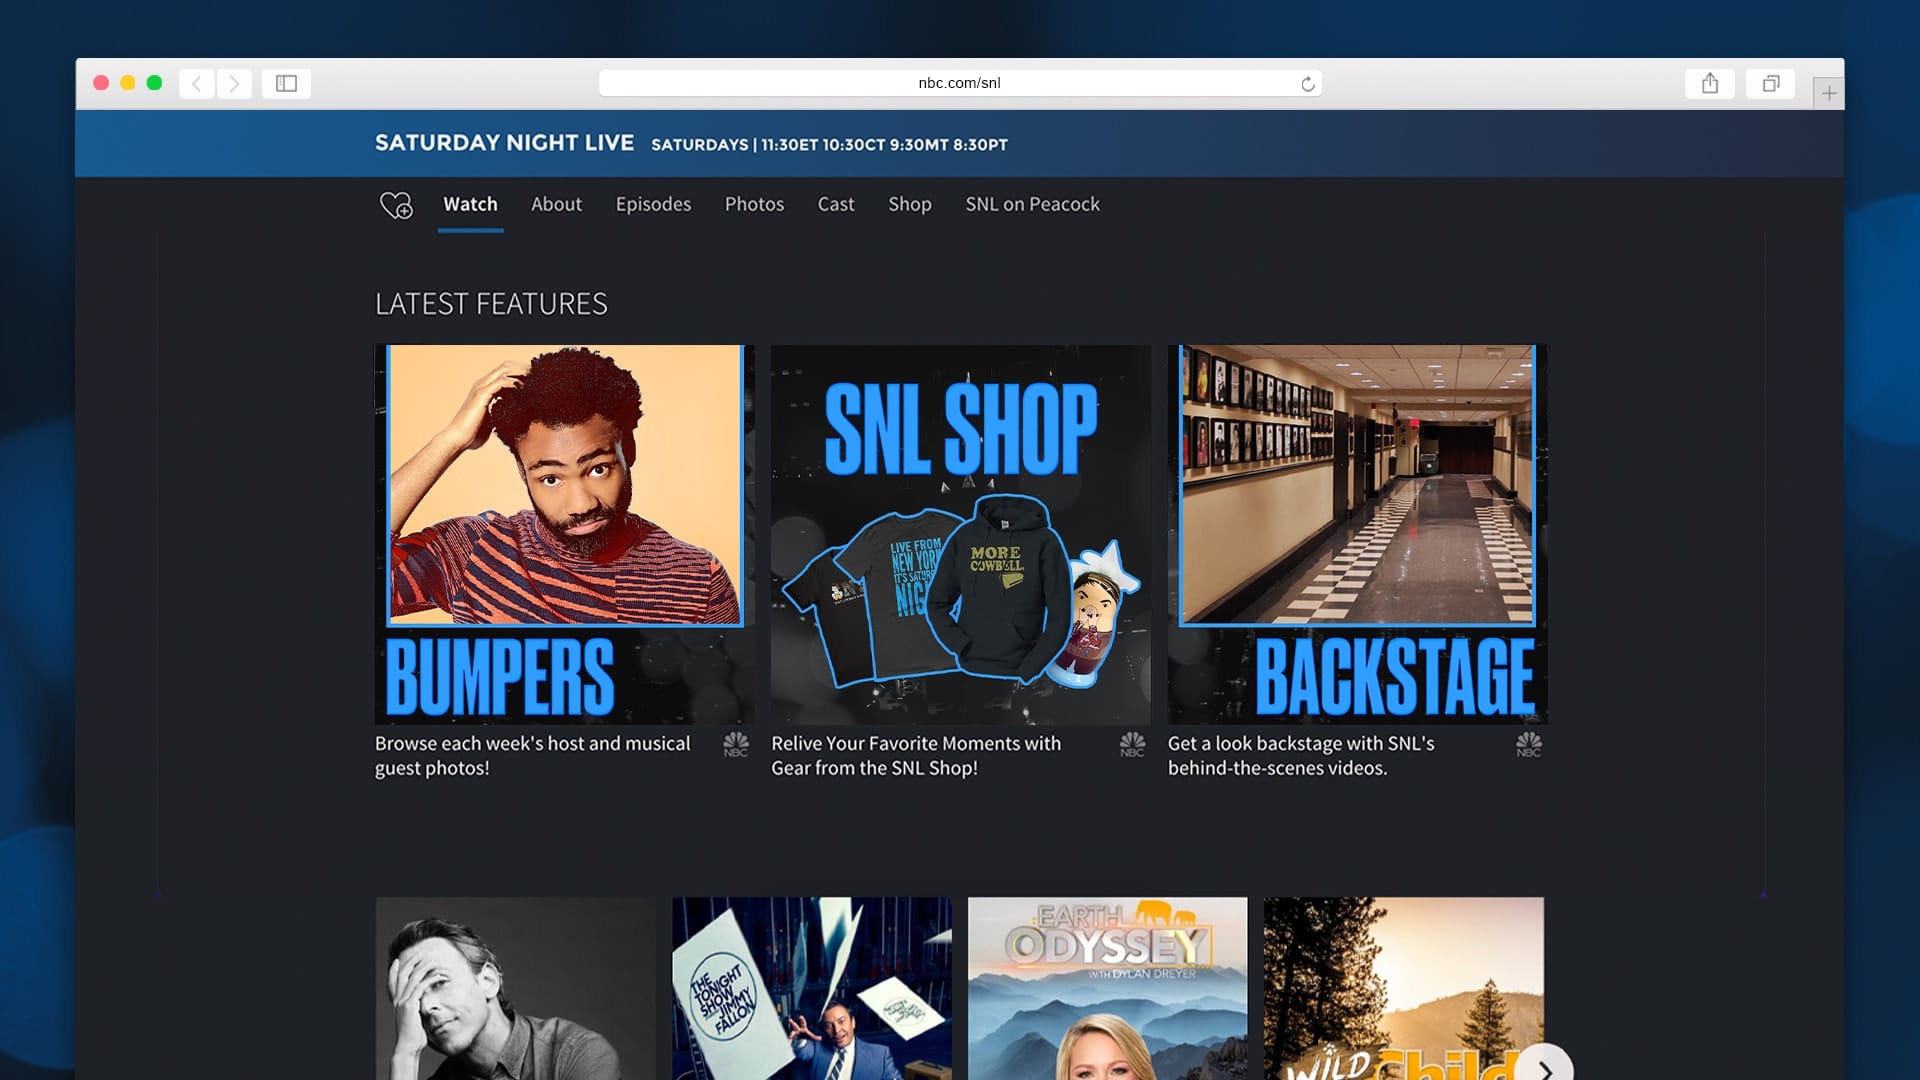 nbc.com/snl
SATURDAY NIGHT LIVE SATURDAYS | 11:30ET 10:30CT 9:30MT 8:30PT
Watch About Episodes Photos Cast Shop SNL on Peacock
LATEST FEATURES
BUMPERS
SNL SHOP
LIVE FROM
NEW YORK
IT'S
MORE
COWBELL
BACKSTAGE
Browse each week's host and musical
guest photos!
NBC
Relive Your Favorite Moments with
Gear from the SNL Shop!
NBC
Get a look backstage with SNL's
behind-the-scenes videos.
NBC
THE
TONIGHT
SHOW
JIMMY
FALLON
EARTH
ODYSSEY
WITH DYLAN DREYER
WILD
Child